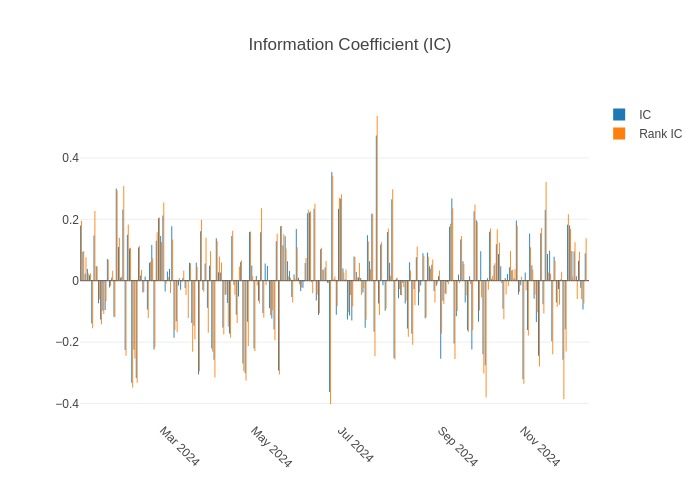 Information Coefficient (IC)
IC
Rank IC
0.4
0.2
0
−0.2
−0.4
Mar 2024
May 2024
Jul 2024
Sep 2024
Nov 2024